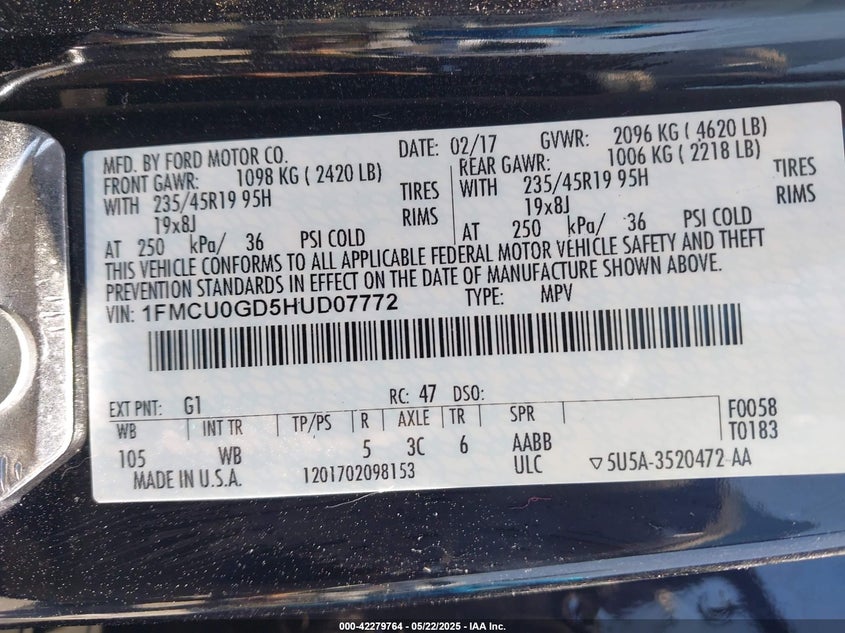 MFD. BY FORD MOTOR CO. DATE: 02/17 GVWR: 2096 KG ( 4620 LB)
FRONT GAWR: 1098 KG ( 2420 LB) REAR GAWR: 1006 KG ( 2218 LB)
WITH 235/45R19 95H TIRES WITH 235/45R19 95H TIRES
19x8J RIMS 19x8J RIMS
AT 250 kPa/ 36 PSI COLD AT 250 kPa/ 36 PSI COLD
THIS VEHICLE CONFORMS TO ALL APPLICABLE FEDERAL MOTOR VEHICLE SAFETY AND THEFT
PREVENTION STANDARDS IN EFFECT ON THE DATE OF MANUFACTURE SHOWN ABOVE.
VIN: 1FMCU0GD5HUD07772 TYPE: MPV
EXT PNT: G1 RC: 47 DSO: F0058
WB INT TR TP/PS R AXLE TR SPR T0183
105 WB 5 3C 6 AABB
MADE IN U.S.A. 1201702098153 ULC ▽5U5A-3520472 AA
000-42279764 - 05/22/2025 - IAA Inc.